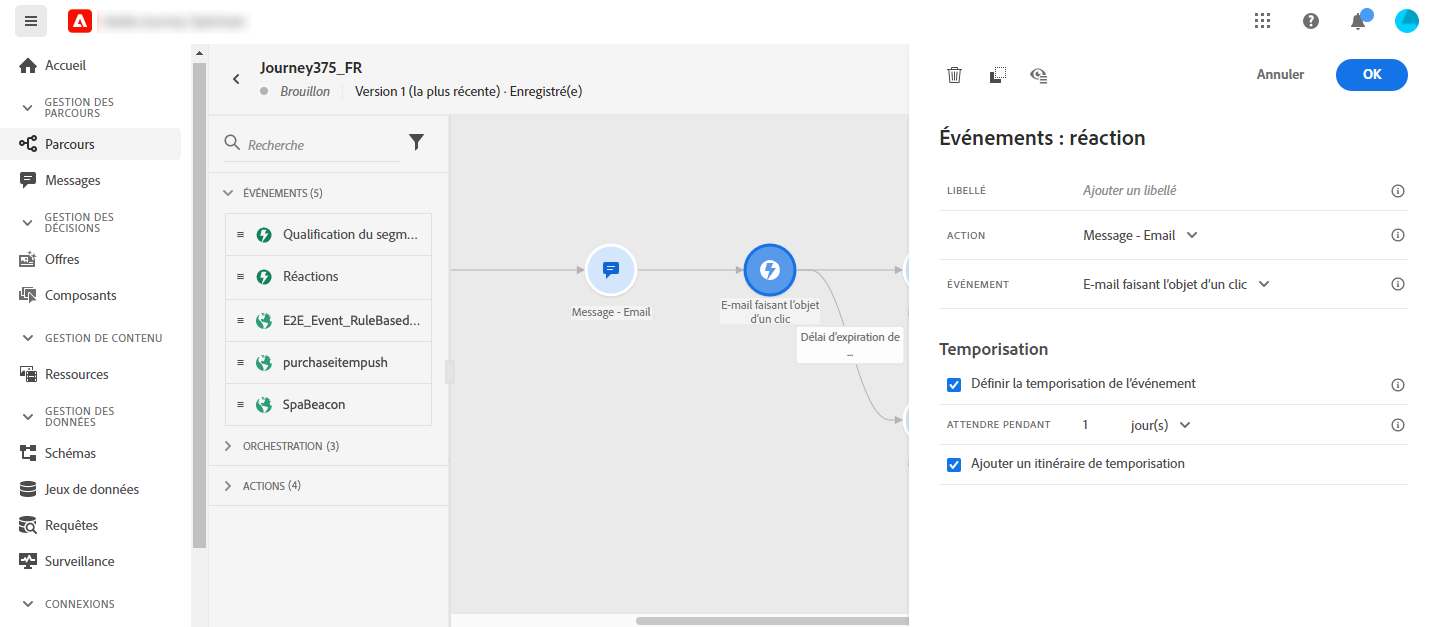 Accueil
GESTION DES
PARCOURS
Parcours
Messages
GESTION DES
DÉCISIONS
Offres
Composants
GESTION DE CONTENU
Ressources
GESTION DES
DONNÉES
Schémas
Jeux de données
Requêtes
Surveillance
CONNEXIONS
Journey375_FR
Brouillon
Version 1 (la plus récente) · Enregistré(e)
Recherche
ÉVÉNEMENTS (5)
Qualification du segm...
Réactions
E2E_Event_RuleBased...
purchaseitempush
SpaBeacon
ORCHESTRATION (3)
ACTIONS (4)
Message - Email
E-mail faisant l'objet
d'un clic
Délai d'expiration de
...
Annuler
OK
Événements : réaction
LIBELLÉ
Ajouter un libellé
ACTION
Message - Email
ÉVÉNEMENT
E-mail faisant l'objet d'un clic
Temporisation
Définir la temporisation de l'événement
ATTENDRE PENDANT
1
jour(s)
Ajouter un itinéraire de temporisation